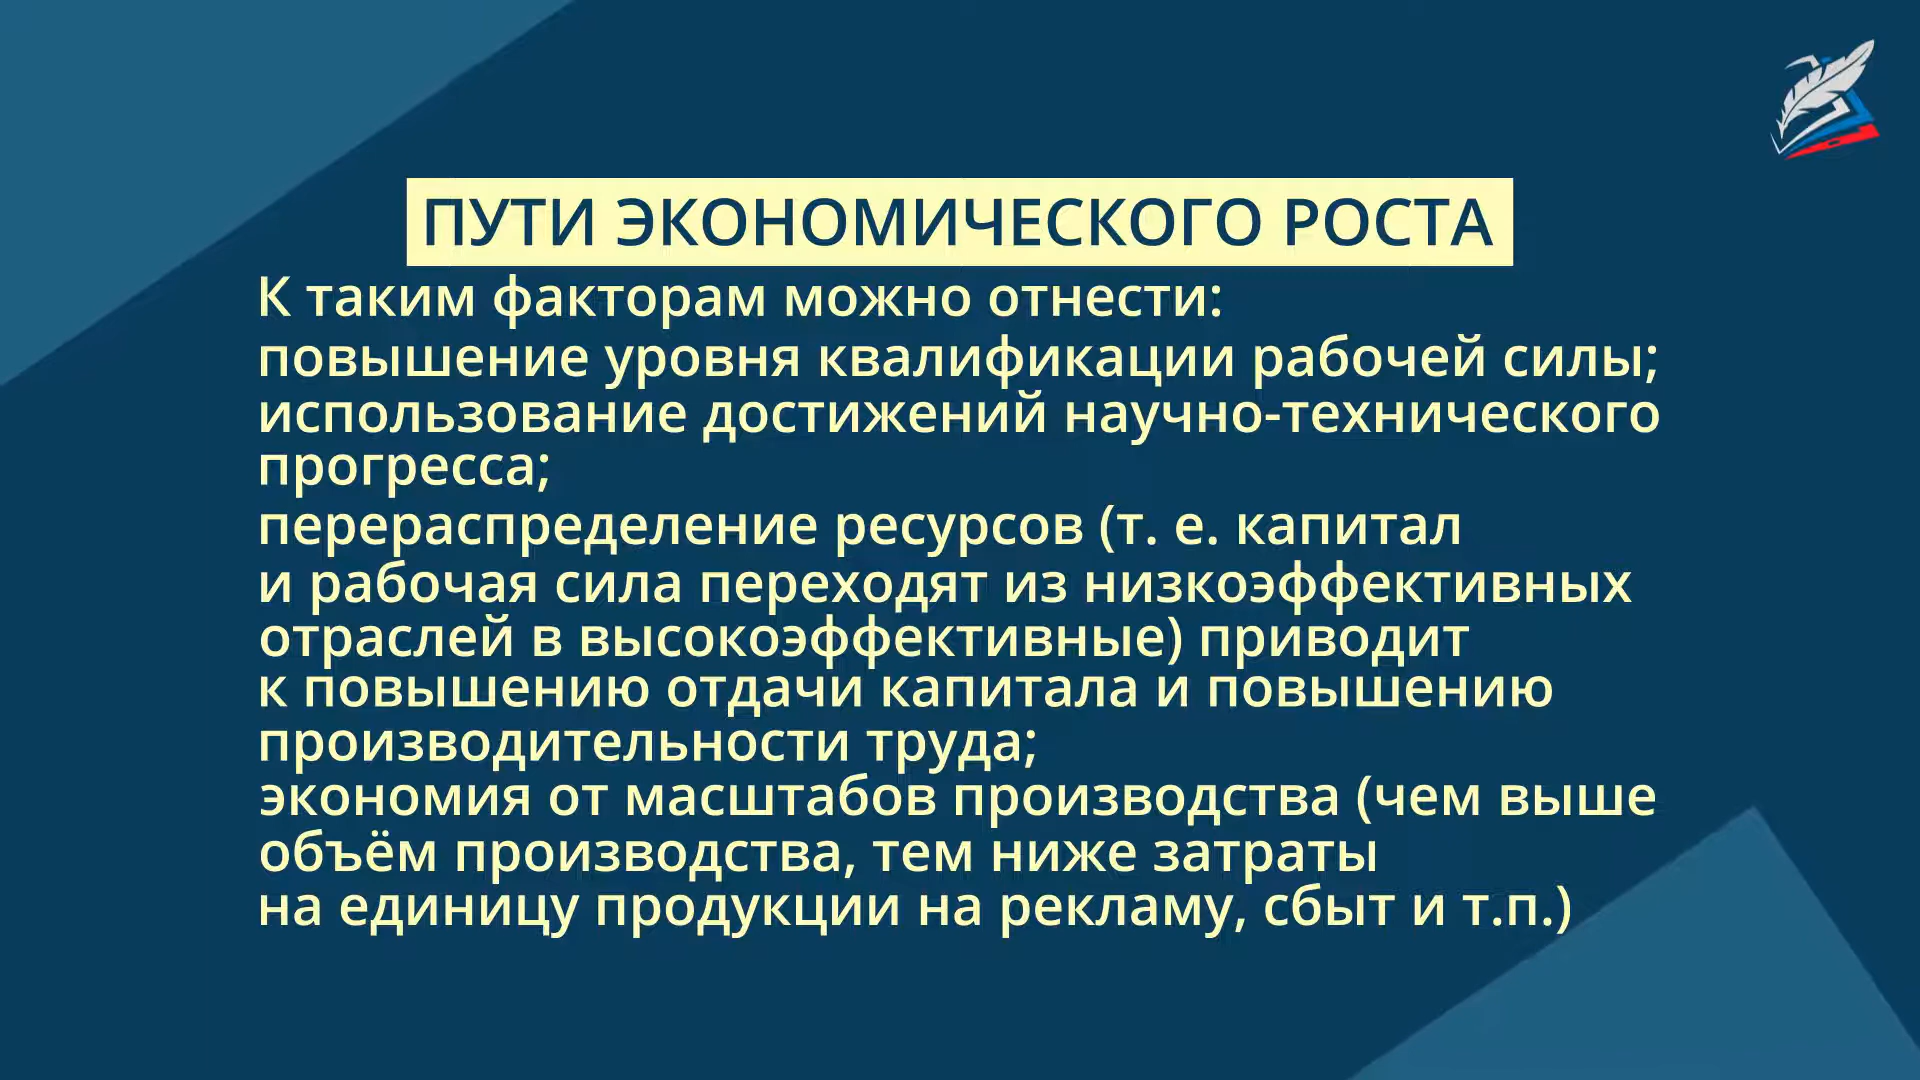 ПУТИ ЭКОНОМИЧЕСКОГО РОСТА
К таким факторам можно отнести:
повышение уровня квалификации рабочей силы;
использование достижений научно-технического
прогресса;
перераспределение ресурсов (т. е. капитал
и рабочая сила переходят из низкоэффективных
отраслей в высокоэффективные) приводит
к повышению отдачи капитала и повышению
производительности труда;
экономия от масштабов производства (чем выше
объём производства, тем ниже затраты
на единицу продукции на рекламу, сбыт и т.п.)